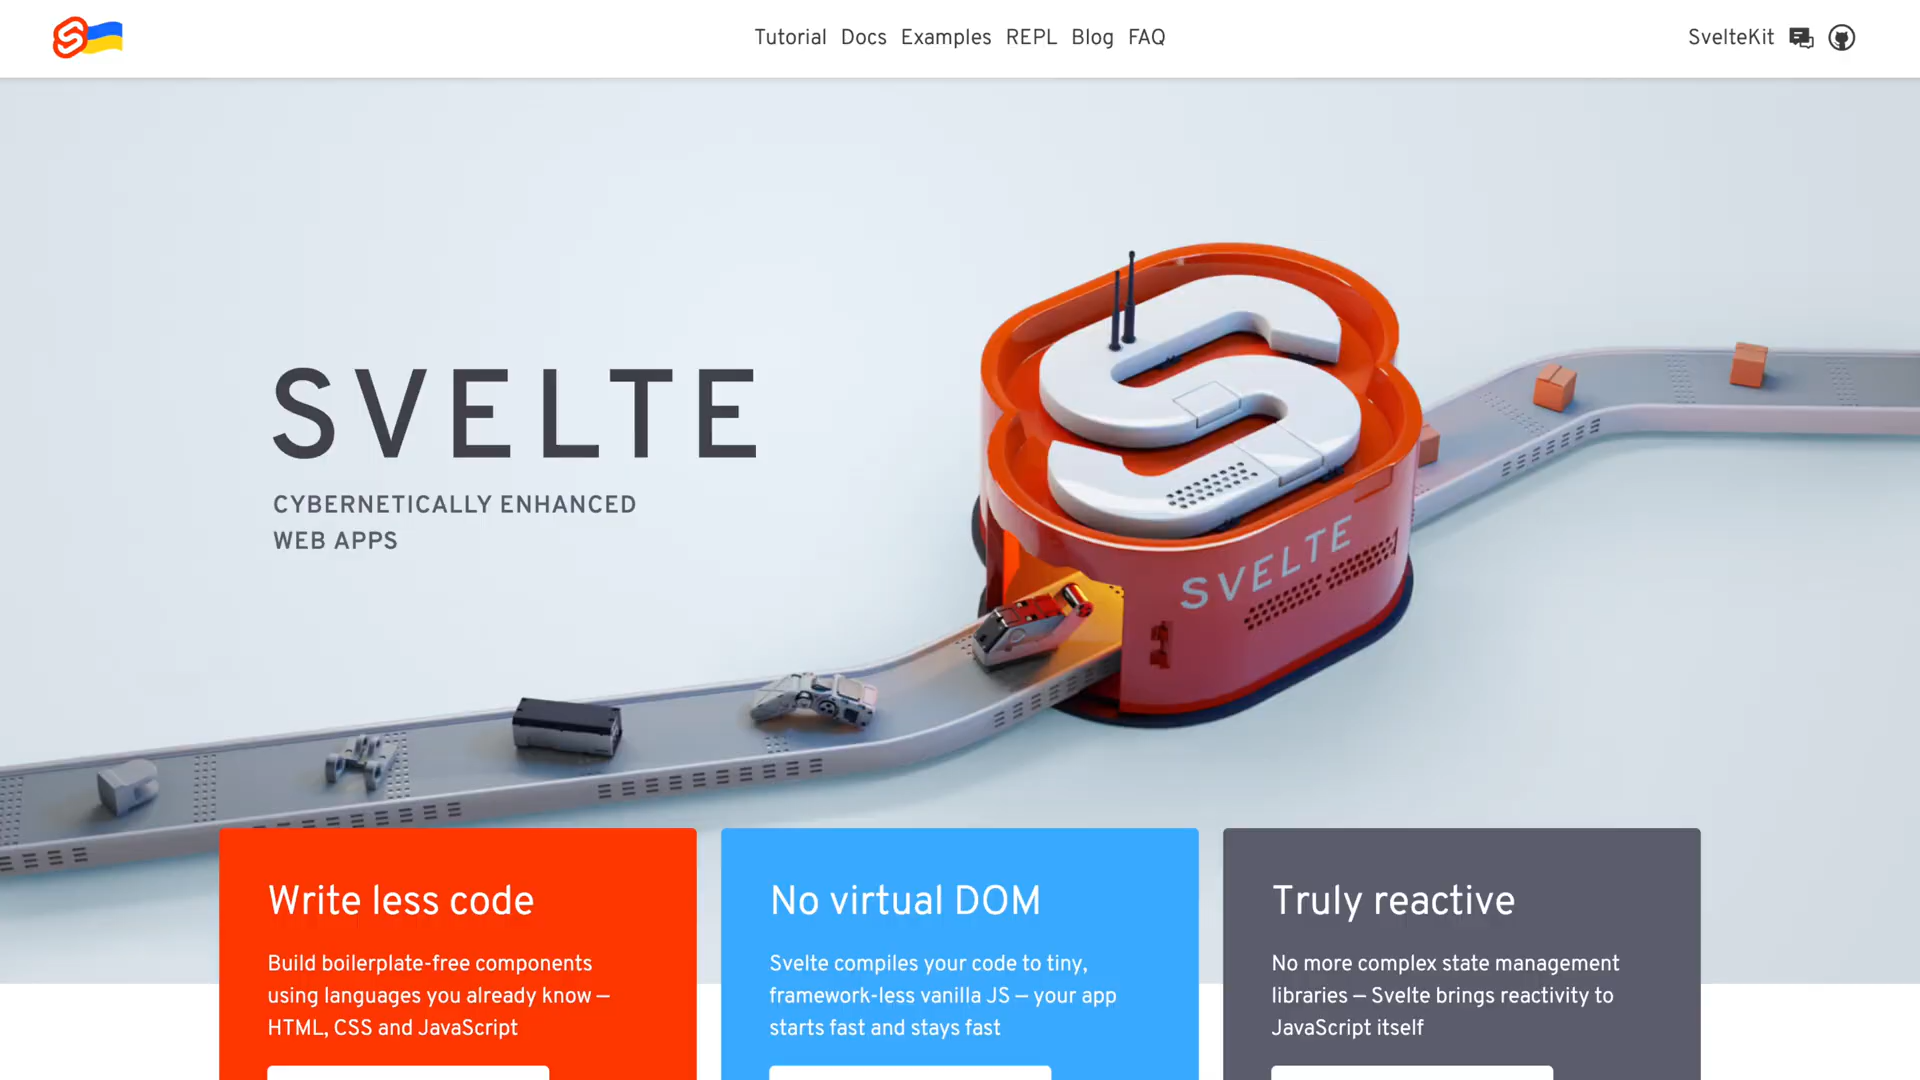 Tutorial Docs Examples REPL Blog FAQ
SvelteKit
SVELTE
CYBERNETICALLY ENHANCED
WEB APPS
SVELTE
Write less code
Build boilerplate-free components
using languages you already know —
HTML, CSS and JavaScript
No virtual DOM
Svelte compiles your code to tiny,
framework-less vanilla JS — your app
starts fast and stays fast
Truly reactive
No more complex state management
libraries — Svelte brings reactivity to
JavaScript itself